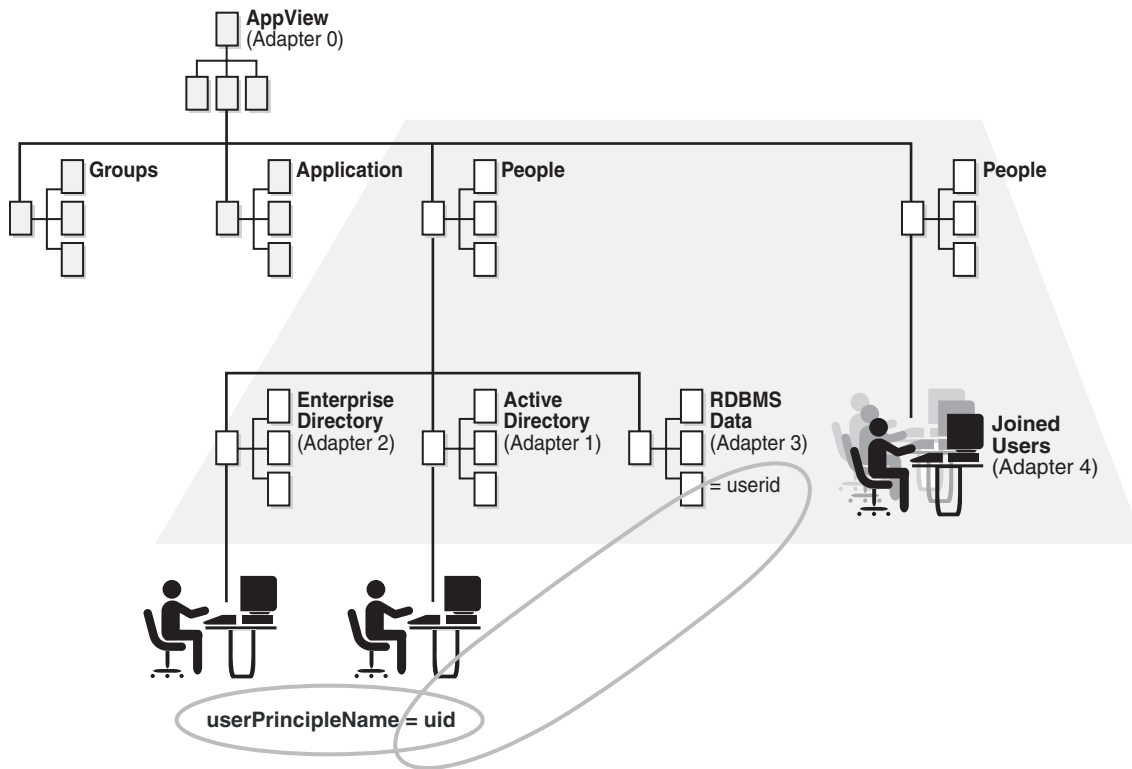 AppView
(Adapter 0)
Groups
Application
People
People
Enterprise
Directory
(Adapter 2)
Active
Directory
(Adapter 1)
RDBMS
Data
(Adapter 3)
= userid
Joined
Users
(Adapter 4)
userPrincipleName = uid